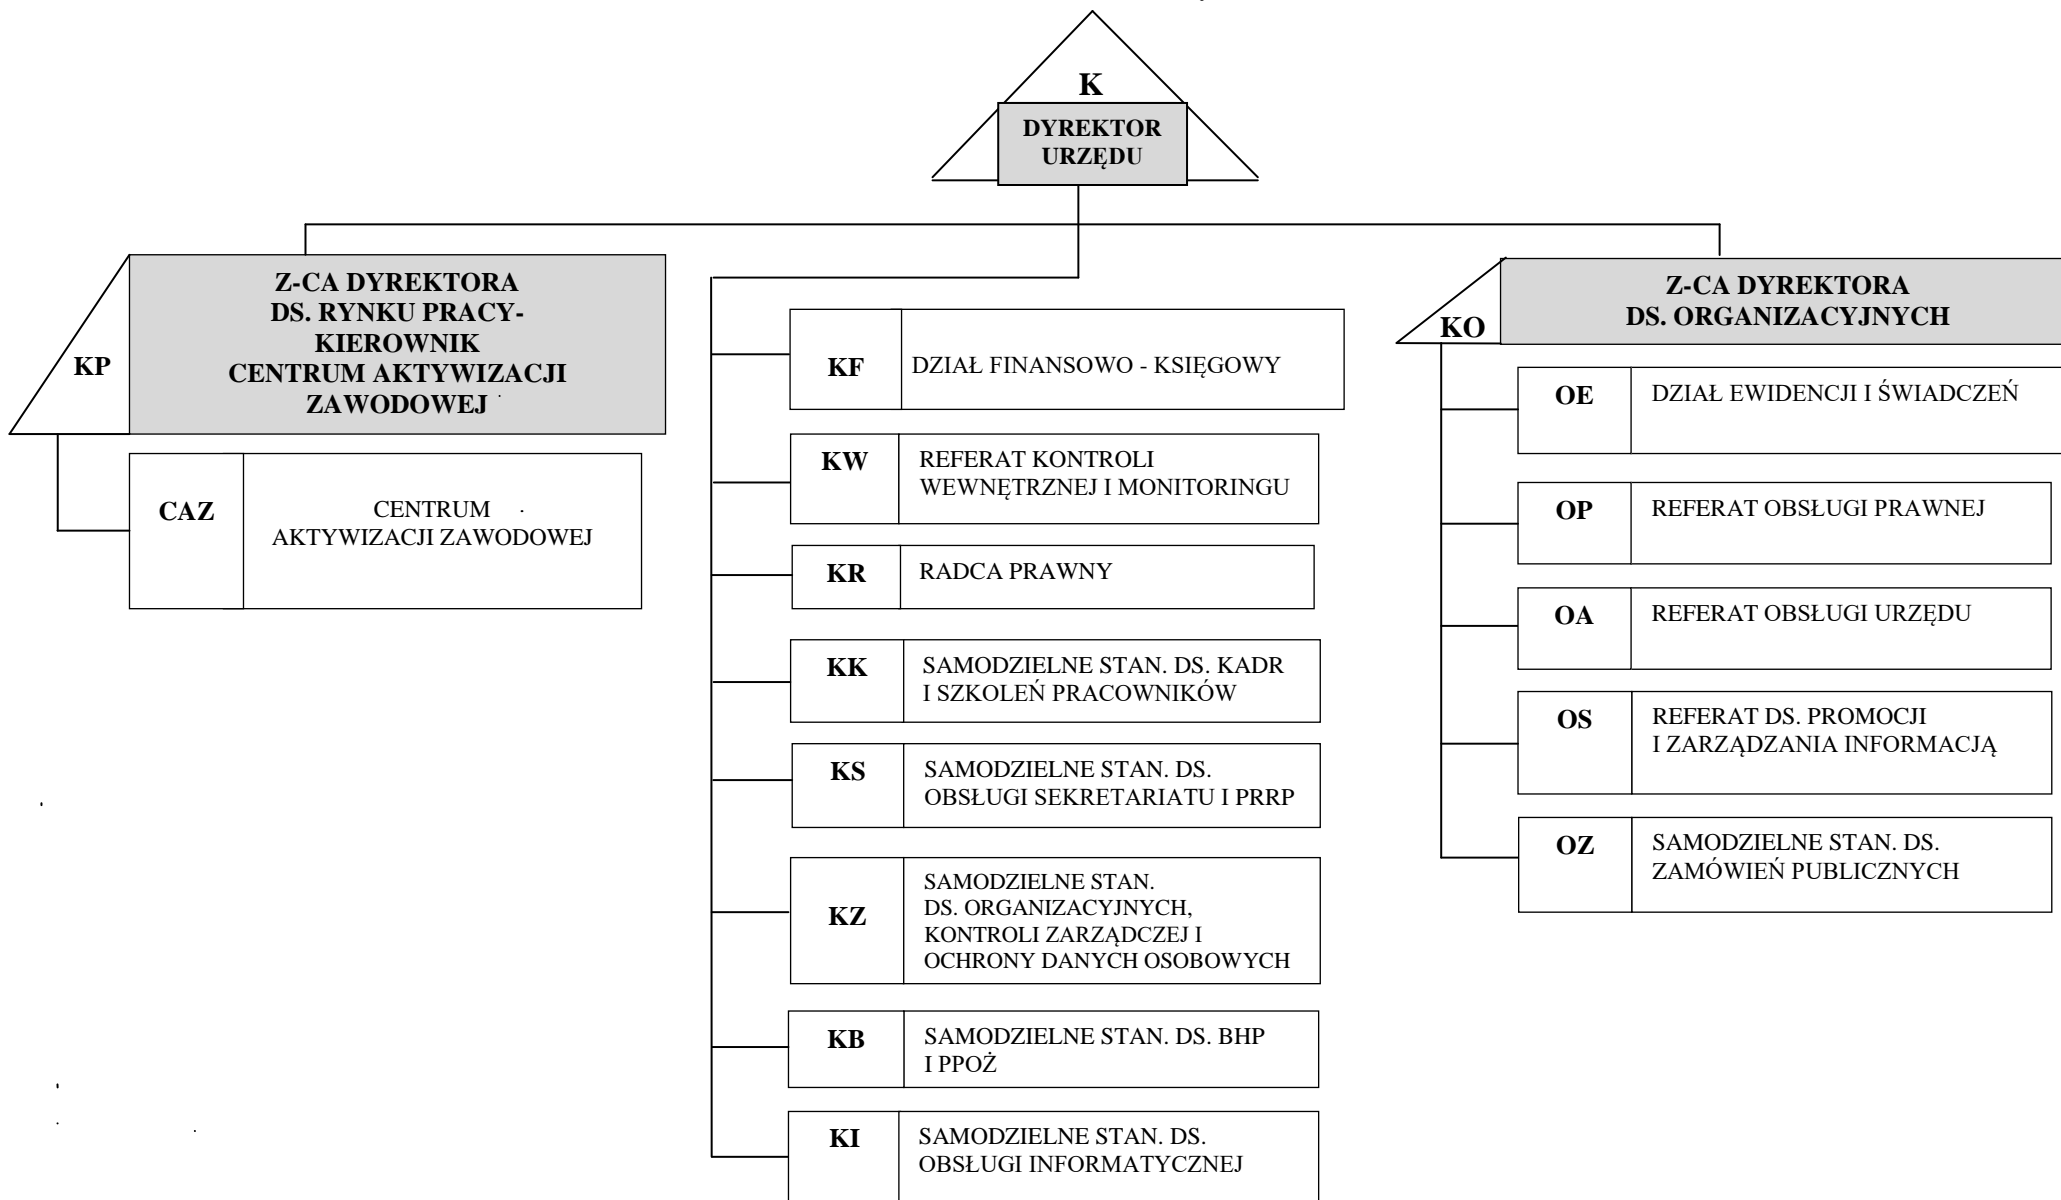 K
DYREKTOR
URZĘDU
KP
Z-CA DYREKTORA
DS. RYNKU PRACY-
KIEROWNIK
CENTRUM AKTYWIZACJI
ZAWODOWEJ
CAZ
CENTRUM
AKTYWIZACJI ZAWODOWEJ
KF
DZIAŁ FINANSOWO - KSIĘGOWY
KW
REFERAT KONTROLI
WEWNĘTRZNEJ I MONITORINGU
KR
RADCA PRAWNY
KK
SAMODZIELNE STAN. DS. KADR
I SZKOLEŃ PRACOWNIKÓW
KS
SAMODZIELNE STAN. DS.
OBSŁUGI SEKRETARIATU I PRRP
KZ
SAMODZIELNE STAN.
DS. ORGANIZACYJNYCH,
KONTROLI ZARZĄDCZEJ I
OCHRONY DANYCH OSOBOWYCH
KB
SAMODZIELNE STAN. DS. BHP
I PPOŻ
KI
SAMODZIELNE STAN. DS.
OBSŁUGI INFORMATYCZNEJ
KO
Z-CA DYREKTORA
DS. ORGANIZACYJNYCH
OE
DZIAŁ EWIDENCJI I ŚWIADCZEŃ
OP
REFERAT OBSŁUGI PRAWNEJ
OA
REFERAT OBSŁUGI URZĘDU
OS
REFERAT DS. PROMOCJI
I ZARZĄDZANIA INFORMACJĄ
OZ
SAMODZIELNE STAN. DS.
ZAMÓWIEŃ PUBLICZNYCH